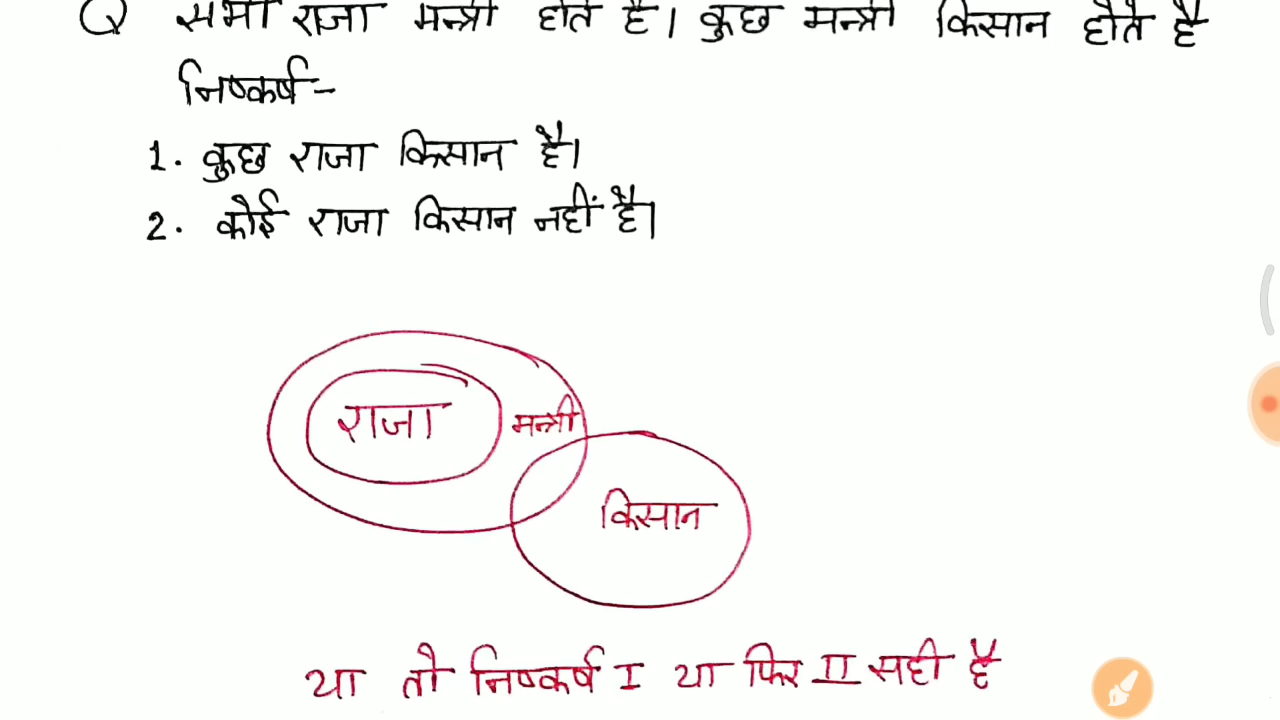 Q सभी राजा मन्त्री होते हैं। कुछ मन्त्री किसान होते हैं
निष्कर्ष-
1. कुछ राजा किसान है।
2. कोई राजा किसान नहीं है।
राजा
मन्त्री
किसान
या तो निष्कर्ष I या फिर II सही है